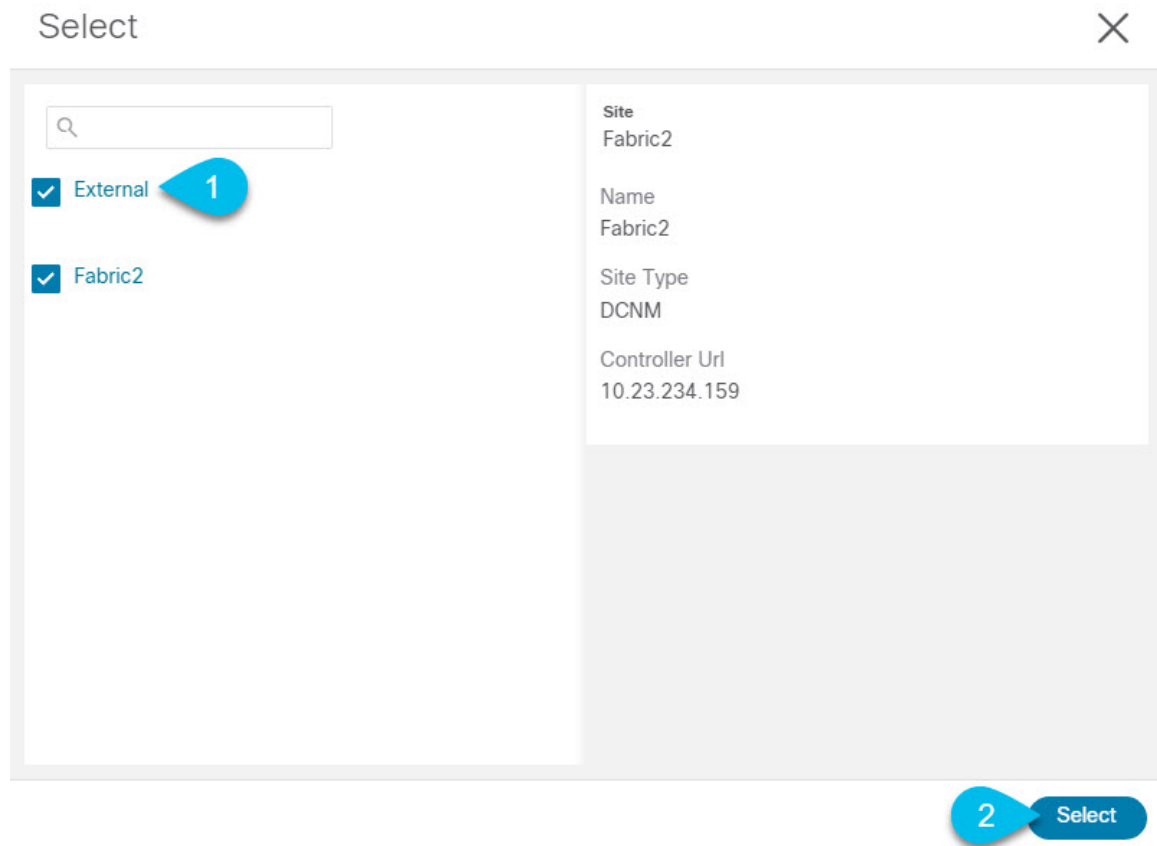 Select
External
1
Fabric2
Site
Fabric2
Name
Fabric2
Site Type
DCNM
Controller Url
10.23.234.159
2
Select